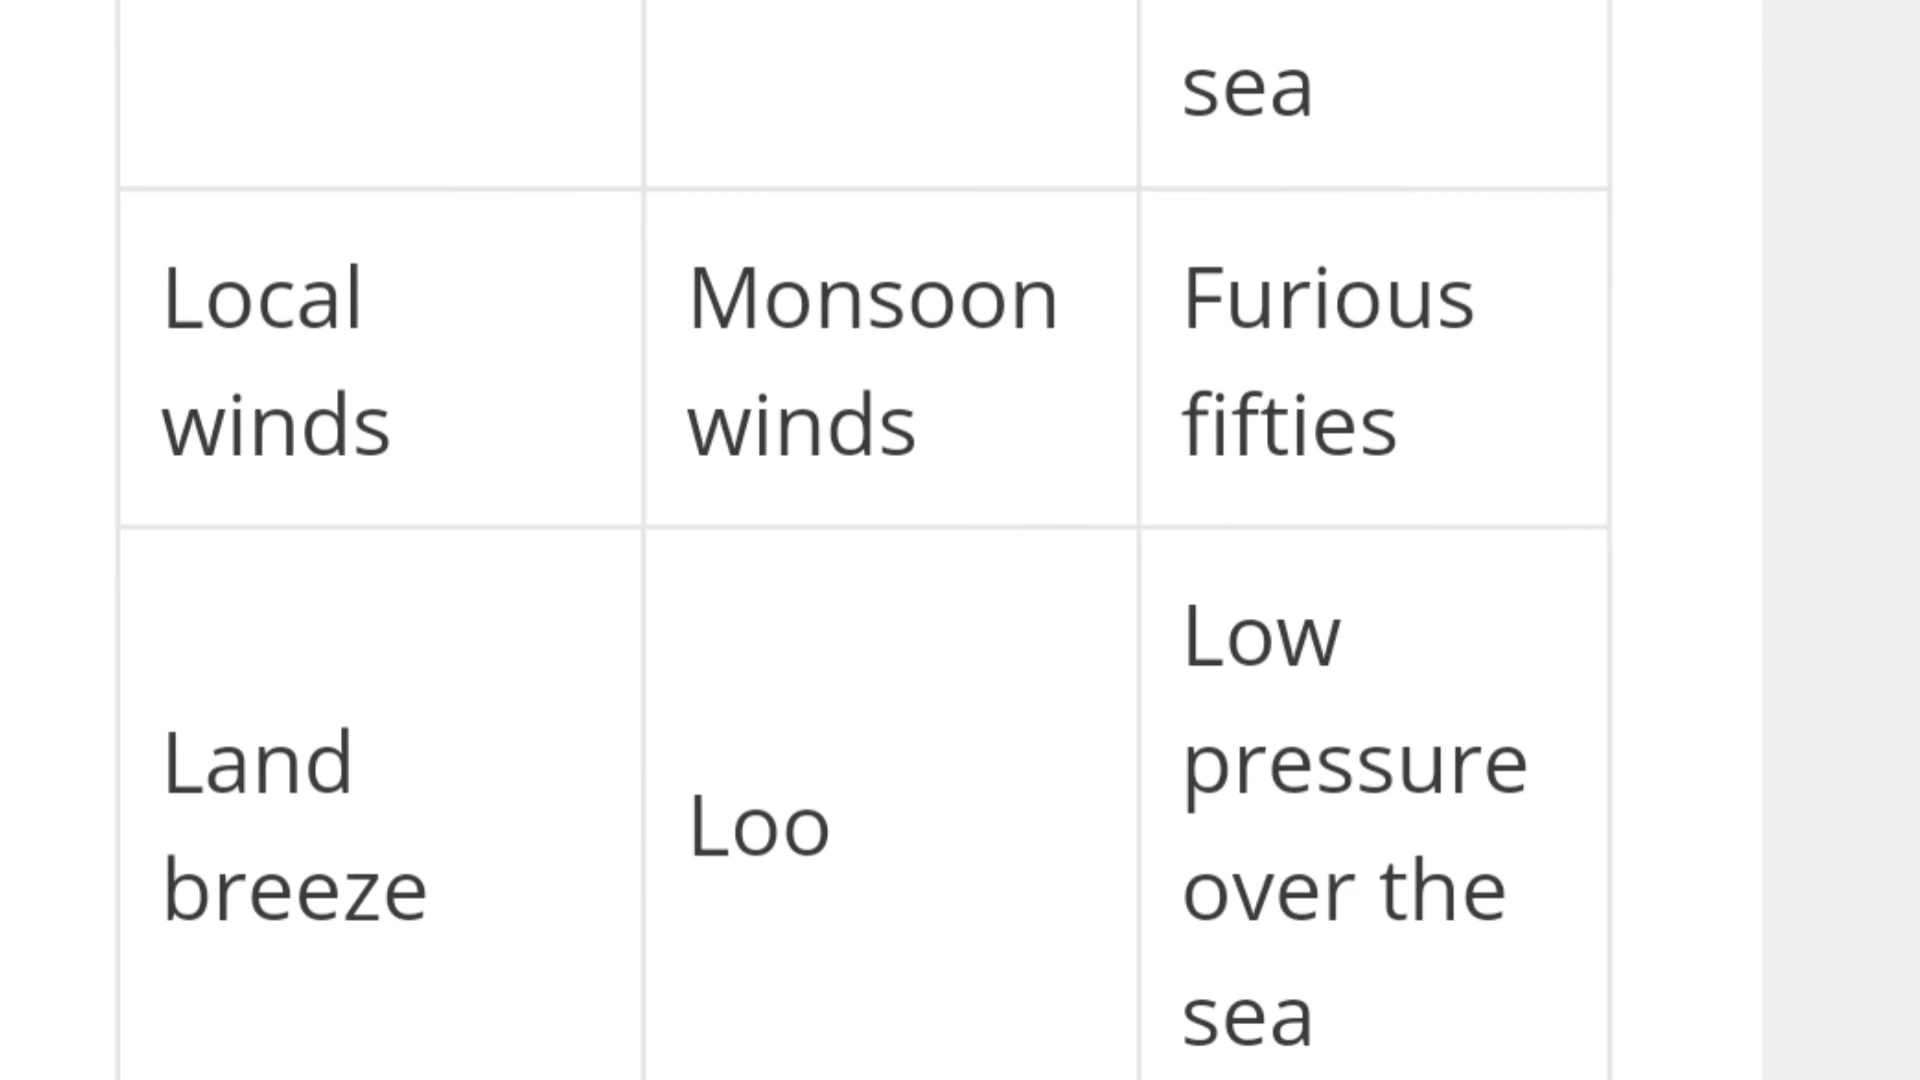 sea
Local
winds
Monsoon
winds
Furious
fifties
Land
breeze
Loo
Low
pressure
over the
sea